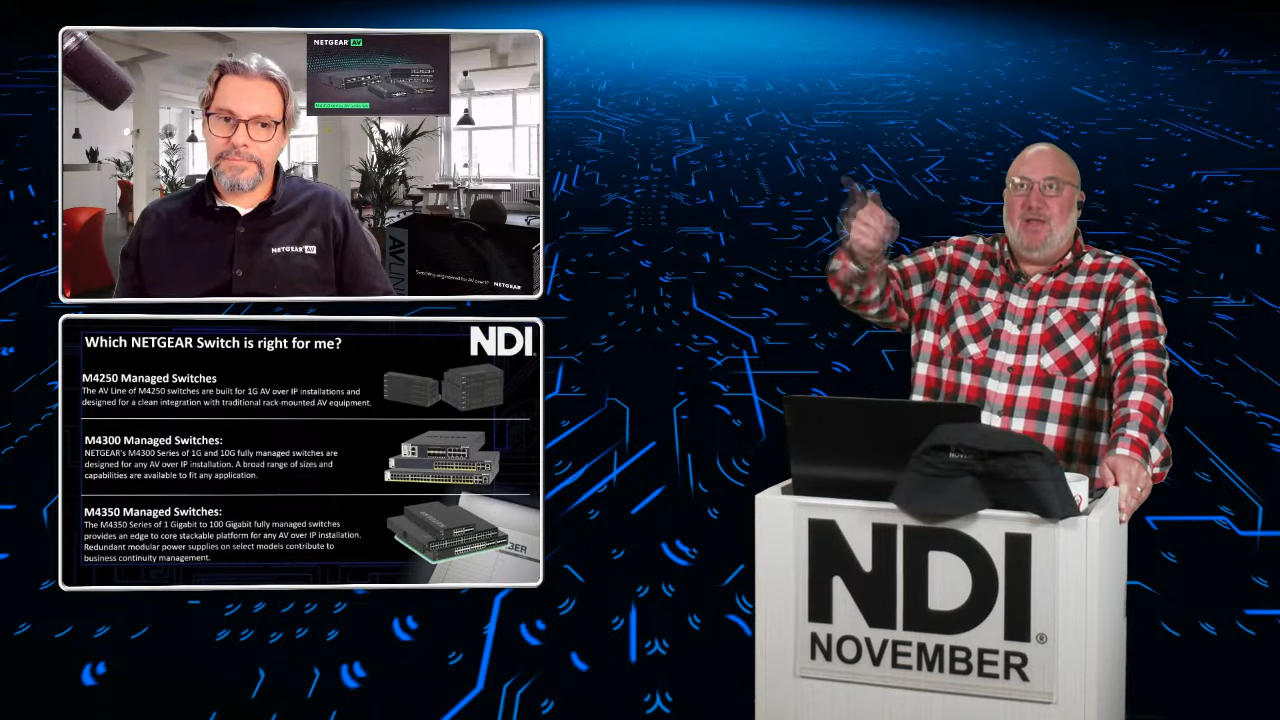 NETGEAR AV
M4350 Series AV Switches
NETGEAR AV
AVLINE
NETGEAR
Which NETGEAR Switch is right for me?
NDI
M4250 Managed Switches
The AV Line of M4250 switches are built for 1G AV over IP installations and
designed for a clean integration with traditional rack-mounted AV equipment.
M4300 Managed Switches:
NETGEAR's M4300 Series of 1G and 10G fully managed switches are
designed for any AV over IP installation. A broad range of sizes and
capabilities are available to fit any application.
M4350 Managed Switches:
The M4350 Series of 1 Gigabit to 100 Gigabit fully managed switches
provides an edge to core stackable platform for any AV over IP installation.
Redundant modular power supplies on select models contribute to
business continuity management.
NDI®
NOVEMBER